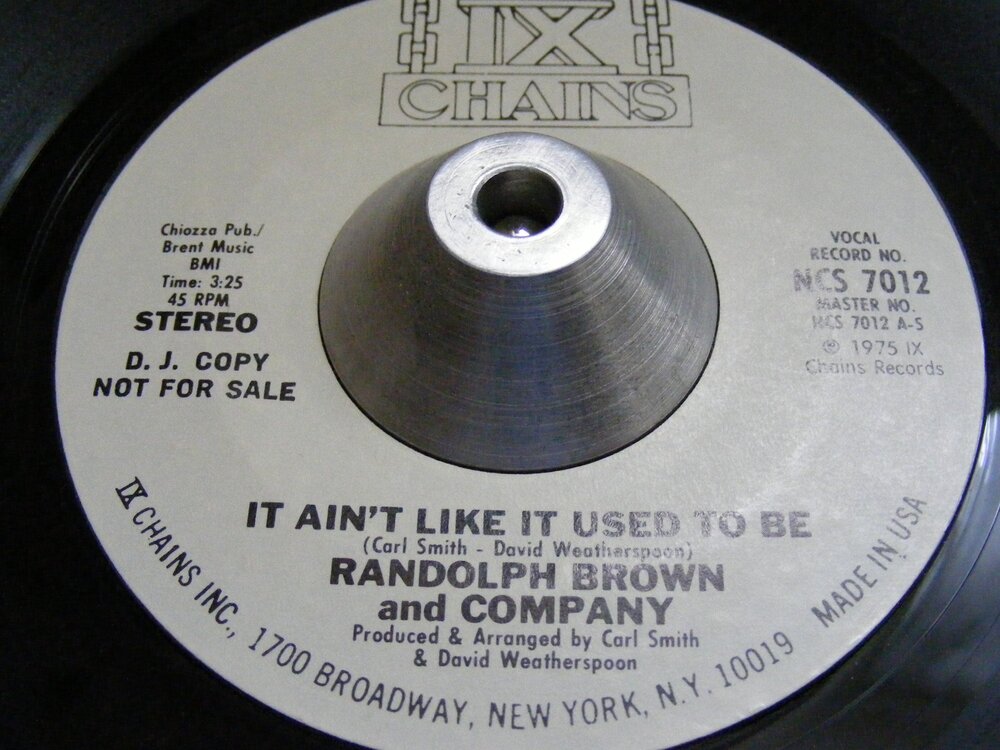 IX
CHAINS
Chiozza Pub./
Brent Music
BMI
Time: 3:25
45 RPM
STEREO
D. J. COPY
NOT FOR SALE
VOCAL
RECORD NO.
NCS 7012
MASTER NO.
NCS 7012 A-S
℗ 1975 IX
Chains Records
IT AIN'T LIKE IT USED TO BE
(Carl Smith - David Weatherspoon)
RANDOLPH BROWN
and COMPANY
Produced & Arranged by Carl Smith
& David Weatherspoon
IX CHAINS INC., 1700 BROADWAY, NEW YORK, N.Y. 10019 MADE IN USA